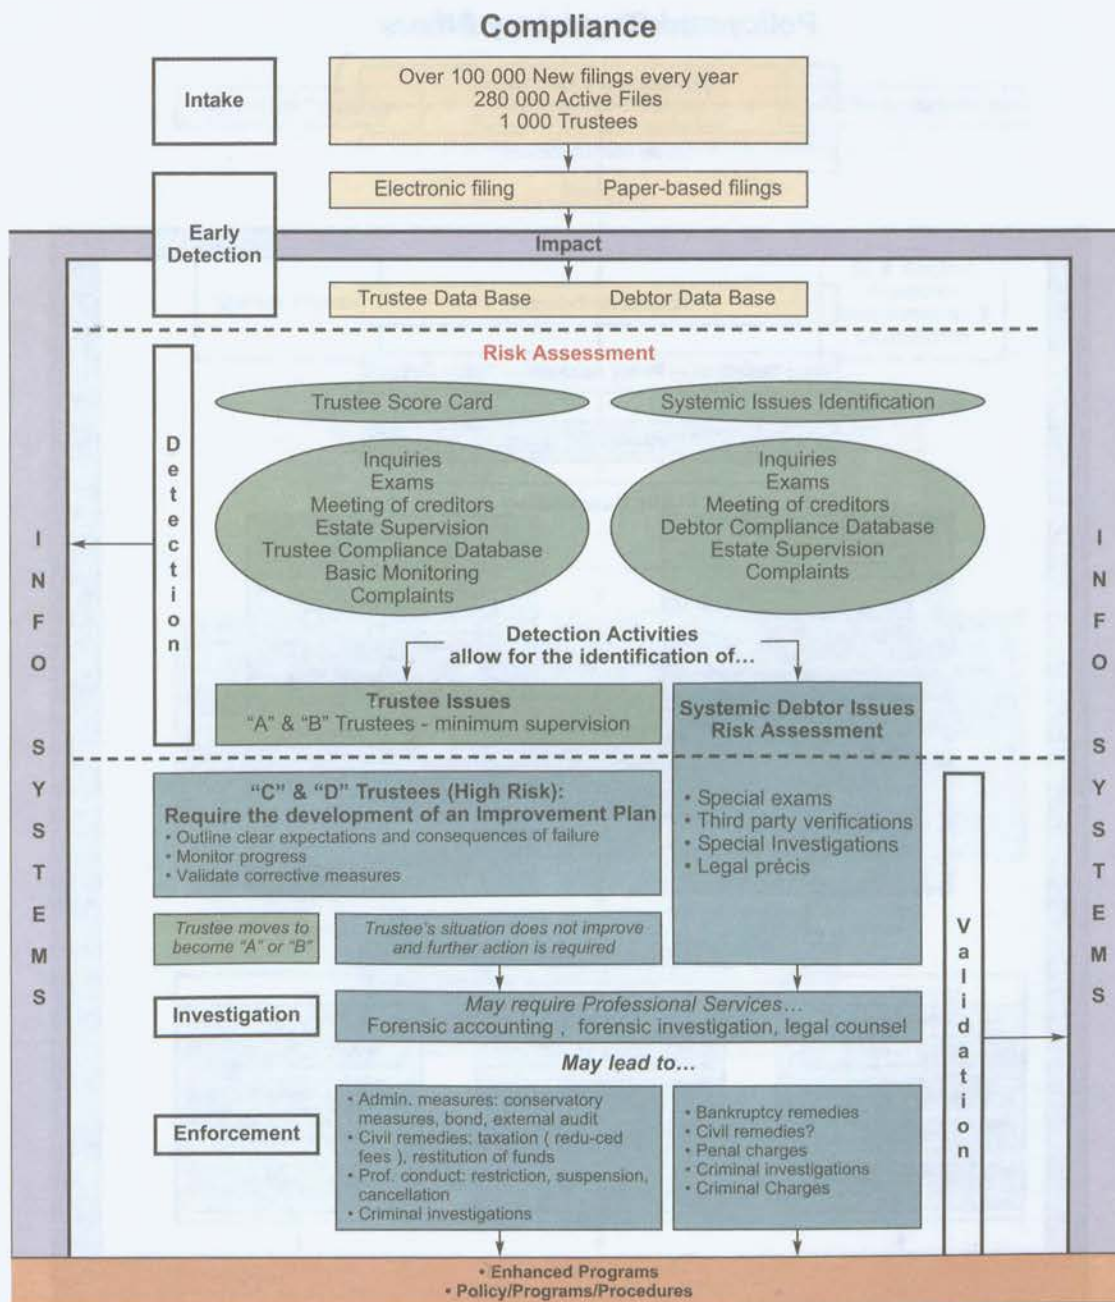 Compliance
Intake
Over 100 000 New filings every year
280 000 Active Files
1 000 Trustees
Early
Detection
Electronic filing Paper-based filings
Impact
Trustee Data Base Debtor Data Base
Risk Assessment
Detection
Trustee Score Card
Systemic Issues Identification
Inquiries
Exams
Meeting of creditors
Estate Supervision
Trustee Compliance Database
Basic Monitoring
Complaints
Inquiries
Exams
Meeting of creditors
Debtor Compliance Database
Estate Supervision
Complaints
INFO SYSTEMS
INFO SYSTEMS
Detection Activities
allow for the identification of...
Trustee Issues
"A" & "B" Trustees - minimum supervision
Systemic Debtor Issues
Risk Assessment
"C" & "D" Trustees (High Risk):
Require the development of an Improvement Plan
• Outline clear expectations and consequences of failure
• Monitor progress
• Validate corrective measures
• Special exams
• Third party verifications
• Special Investigations
• Legal précis
Trustee moves to
become "A" or "B"
Trustee's situation does not improve
and further action is required
Validation
Investigation
May require Professional Services...
Forensic accounting , forensic investigation, legal counsel
May lead to...
Enforcement
• Admin. measures: conservatory
measures, bond, external audit
• Civil remedies: taxation ( redu-ced
fees ), restitution of funds
• Prof. conduct: restriction, suspension,
cancellation
• Criminal investigations
• Bankruptcy remedies
• Civil remedies?
• Penal charges
• Criminal investigations
• Criminal Charges
• Enhanced Programs
• Policy/Programs/Procedures